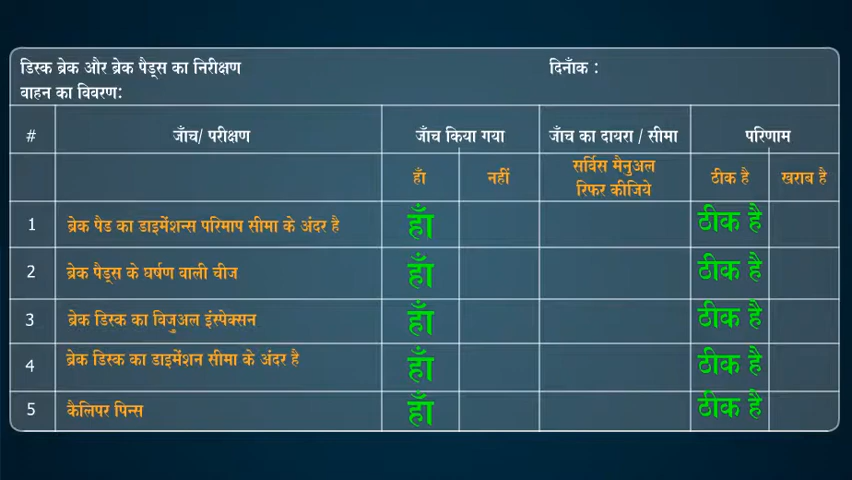 डिस्क ब्रेक और ब्रेक पैड्स का निरीक्षण दिनाँक :
वाहन का विवरण:
# जाँच/ परीक्षण जाँच किया गया जाँच का दायरा / सीमा परिणाम
हाँ नहीं सर्विस मैनुअल ठीक है खराब है
रिफर कीजिये
1 ब्रेक पैड का डाइमेंशन्स परिमाप सीमा के अंदर है हाँ ठीक है
2 ब्रेक पैड्स के घर्षण वाली चीज हाँ ठीक है
3 ब्रेक डिस्क का विजुअल इंस्पेक्सन हाँ ठीक है
4 ब्रेक डिस्क का डाइमेंशन सीमा के अंदर है हाँ ठीक है
5 कैलिपर पिन्स हाँ ठीक है